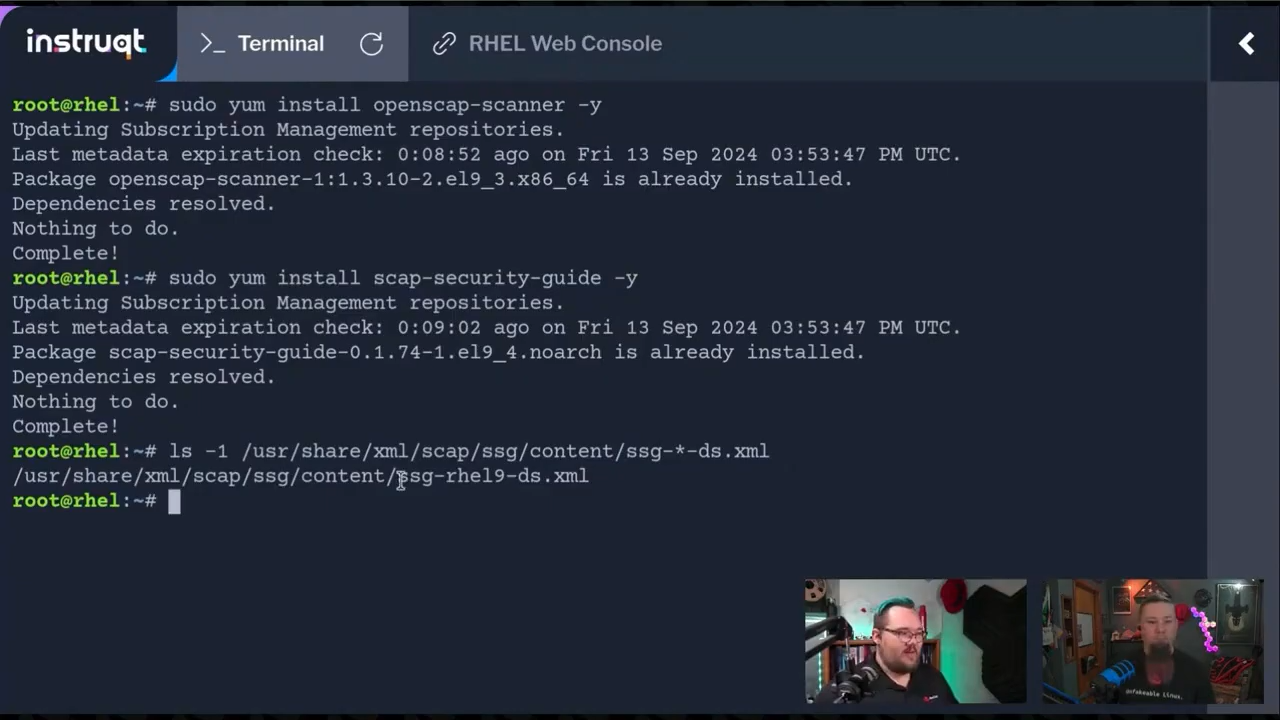 instruqt
>_ Terminal
RHEL Web Console
root@rhel:~# sudo yum install openscap-scanner -y
Updating Subscription Management repositories.
Last metadata expiration check: 0:08:52 ago on Fri 13 Sep 2024 03:53:47 PM UTC.
Package openscap-scanner-1:1.3.10-2.el9_3.x86_64 is already installed.
Dependencies resolved.
Nothing to do.
Complete!
root@rhel:~# sudo yum install scap-security-guide -y
Updating Subscription Management repositories.
Last metadata expiration check: 0:09:02 ago on Fri 13 Sep 2024 03:53:47 PM UTC.
Package scap-security-guide-0.1.74-1.el9_4.noarch is already installed.
Dependencies resolved.
Nothing to do.
Complete!
root@rhel:~# ls -1 /usr/share/xml/scap/ssg/content/ssg-*-ds.xml
/usr/share/xml/scap/ssg/content/ssg-rhel9-ds.xml
root@rhel:~#
Unfakeable Linux.